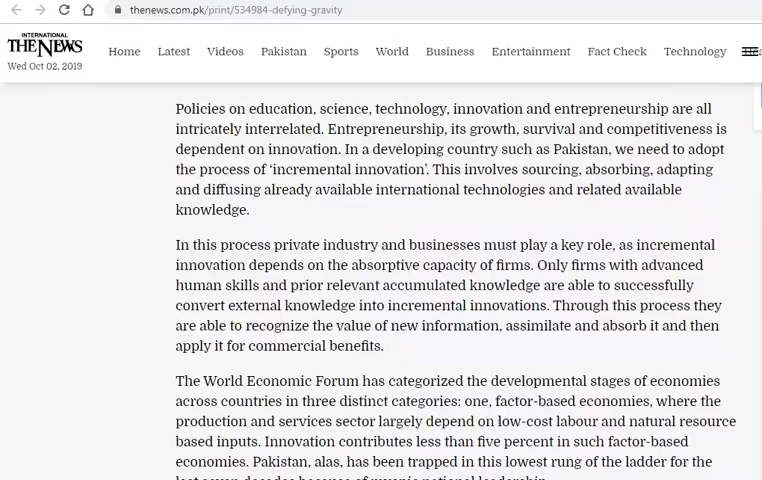 thenews.com.pk/print/534984-defying-gravity
INTERNATIONAL
THE NEWS
Wed Oct 02, 2019
Home Latest Videos Pakistan Sports World Business Entertainment Fact Check Technology
Policies on education, science, technology, innovation and entrepreneurship are all
intricately interrelated. Entrepreneurship, its growth, survival and competitiveness is
dependent on innovation. In a developing country such as Pakistan, we need to adopt
the process of ‘incremental innovation’. This involves sourcing, absorbing, adapting
and diffusing already available international technologies and related available
knowledge.
In this process private industry and businesses must play a key role, as incremental
innovation depends on the absorptive capacity of firms. Only firms with advanced
human skills and prior relevant accumulated knowledge are able to successfully
convert external knowledge into incremental innovations. Through this process they
are able to recognize the value of new information, assimilate and absorb it and then
apply it for commercial benefits.
The World Economic Forum has categorized the developmental stages of economies
across countries in three distinct categories: one, factor-based economies, where the
production and services sector largely depend on low-cost labour and natural resource
based inputs. Innovation contributes less than five percent in such factor-based
economies. Pakistan, alas, has been trapped in this lowest rung of the ladder for the